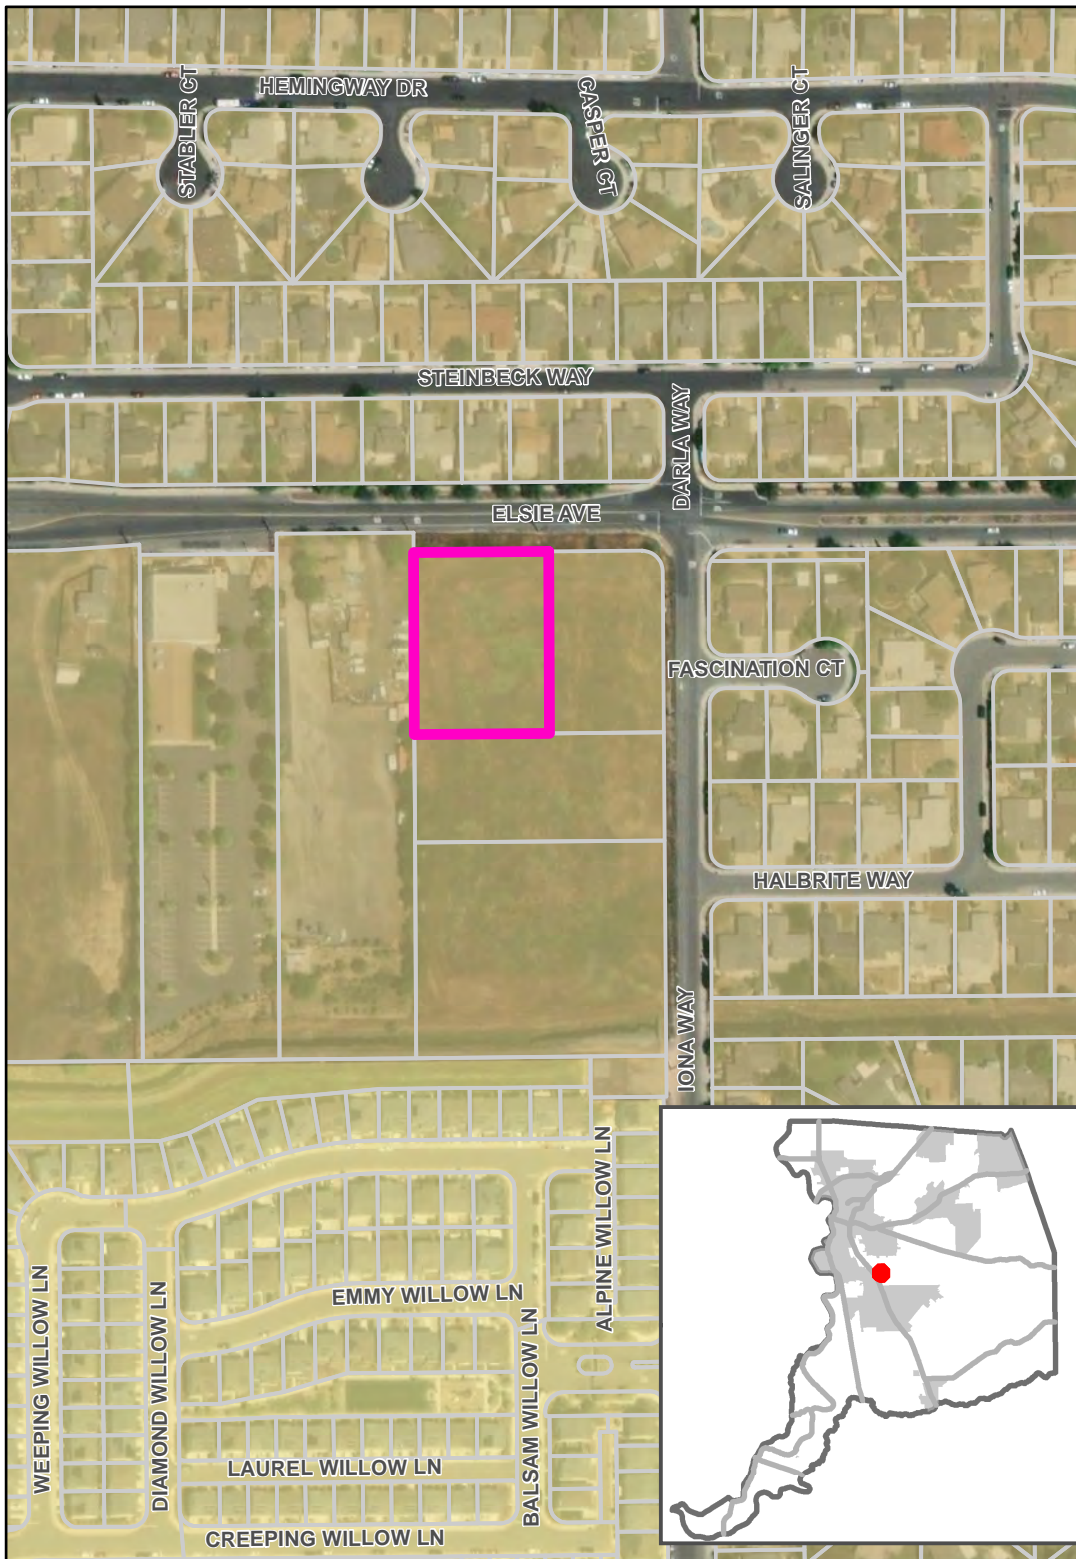 HEMINGWAY DR
STABLER CT
GASPER CT
SALINGER CT
STEINBECK WAY
DARLA WAY
ELSIE AVE
FASCINATION CT
HALBRITE WAY
IONA WAY
ALPINE WILLOW LN
EMMY WILLOW LN
WEEPING WILLOW LN
DIAMOND WILLOW LN
BALSAM WILLOW LN
LAUREL WILLOW LN
CREEPING WILLOW LN